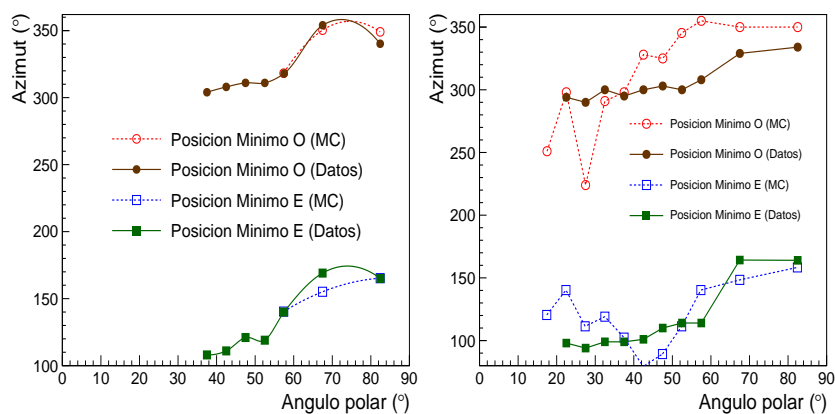 Azimut (°)
350
300
250
200
150
100
0 10 20 30 40 50 60 70 80 90
Angulo polar (°)
Posicion Minimo O (MC)
Posicion Minimo O (Datos)
Posicion Minimo E (MC)
Posicion Minimo E (Datos)
Azimut (°)
350
300
250
200
150
100
0 10 20 30 40 50 60 70 80 90
Angulo polar (°)
Posicion Minimo O (MC)
Posicion Minimo O (Datos)
Posicion Minimo E (MC)
Posicion Minimo E (Datos)